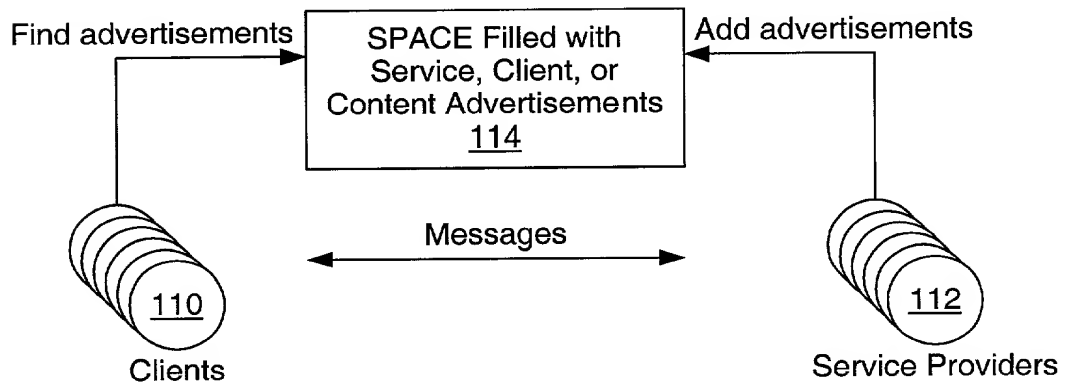 Find advertisements
SPACE Filled with
Service, Client, or
Content Advertisements
114
Add advertisements
Messages
110
Clients
112
Service Providers